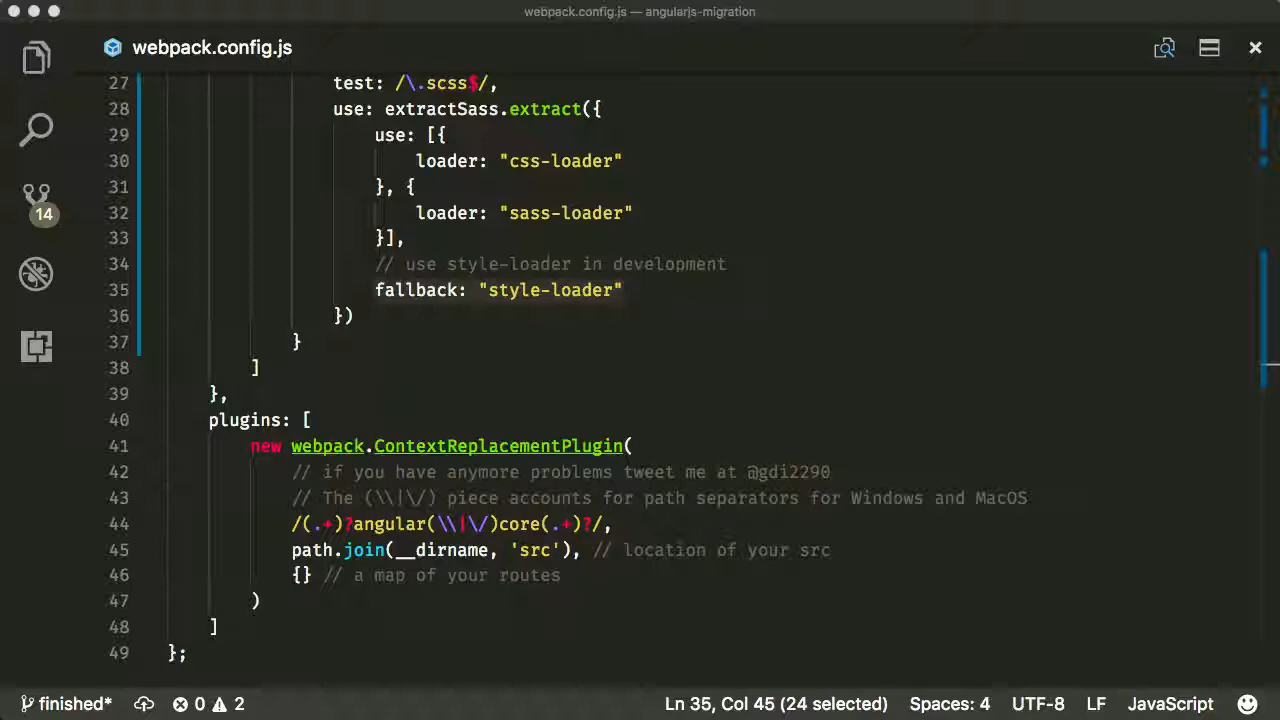 webpack.config.js — angularjs-migration
webpack.config.js
27 test: /\.scss$/,
28 use: extractSass.extract({
29 use: [{
30 loader: "css-loader"
31 }, {
32 loader: "sass-loader"
33 }],
34 // use style-loader in development
35 fallback: "style-loader"
36 })
37 }
38 ]
39 },
40 plugins: [
41 new webpack.ContextReplacementPlugin(
42 // if you have anymore problems tweet me at @gdi2290
43 // The (\\|\/) piece accounts for path separators for Windows and MacOS
44 /(.+)?angular(\\|\/)core(.+)?/,
45 path.join(__dirname, 'src'), // location of your src
46 {} // a map of your routes
47 )
48 ]
49 };
14
finished* 0 2 Ln 35, Col 45 (24 selected) Spaces: 4 UTF-8 LF JavaScript